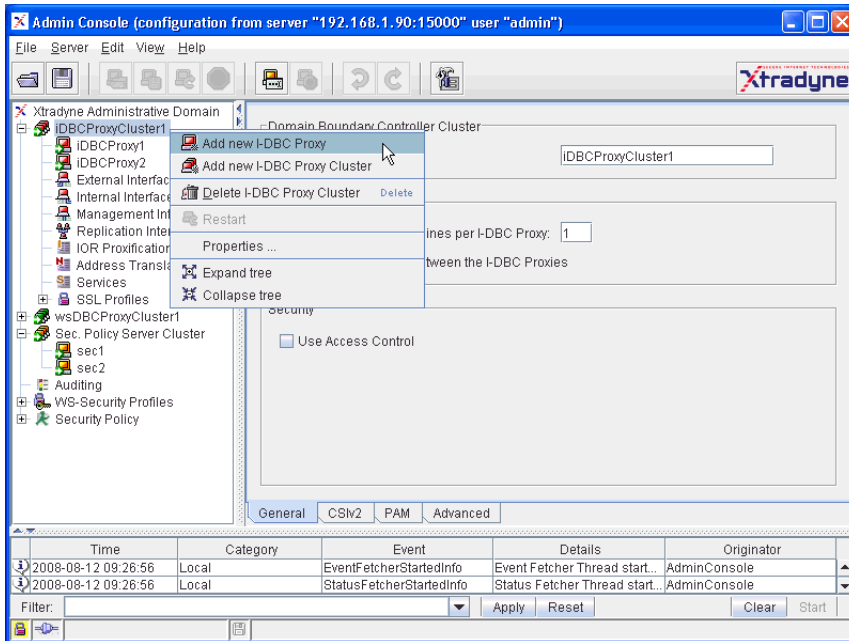 Admin Console (configuration from server "192.168.1.90:15000" user "admin")
File Server Edit View Help
SECURE INTERNET TECHNOLOGIES
Xtradyne
Xtradyne Administrative Domain
iDBCProxyCluster1
iDBCProxy1
iDBCProxy2
External Interfac
Internal Interface
Management Int
Replication Inter
IOR Proxification
Address Transla
Services
SSL Profiles
wsDBCProxyCluster1
Sec. Policy Server Cluster
sec1
sec2
Auditing
WS-Security Profiles
Security Policy
Add new I-DBC Proxy
Add new I-DBC Proxy Cluster
Delete I-DBC Proxy Cluster Delete
Restart
Properties ...
Expand tree
Collapse tree
Domain Boundary Controller Cluster
iDBCProxyCluster1
ines per I-DBC Proxy: 1
tween the I-DBC Proxies
Security
Use Access Control
General CSIv2 PAM Advanced
Time Category Event Details Originator
2008-08-12 09:26:56 Local EventFetcherStartedInfo Event Fetcher Thread start... AdminConsole
2008-08-12 09:26:56 Local StatusFetcherStartedInfo Status Fetcher Thread start... AdminConsole
Filter: Apply Reset Clear Start